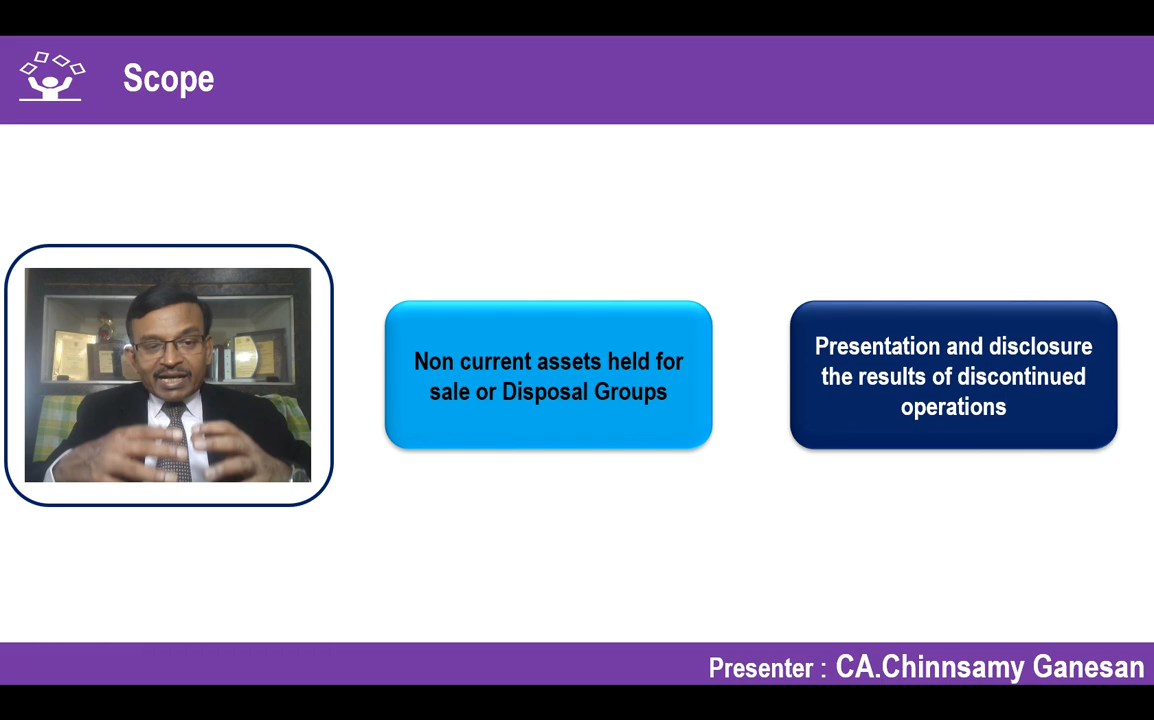 Scope
Non current assets held for
sale or Disposal Groups
Presentation and disclosure
the results of discontinued
operations
Presenter : CA.Chinnsamy Ganesan